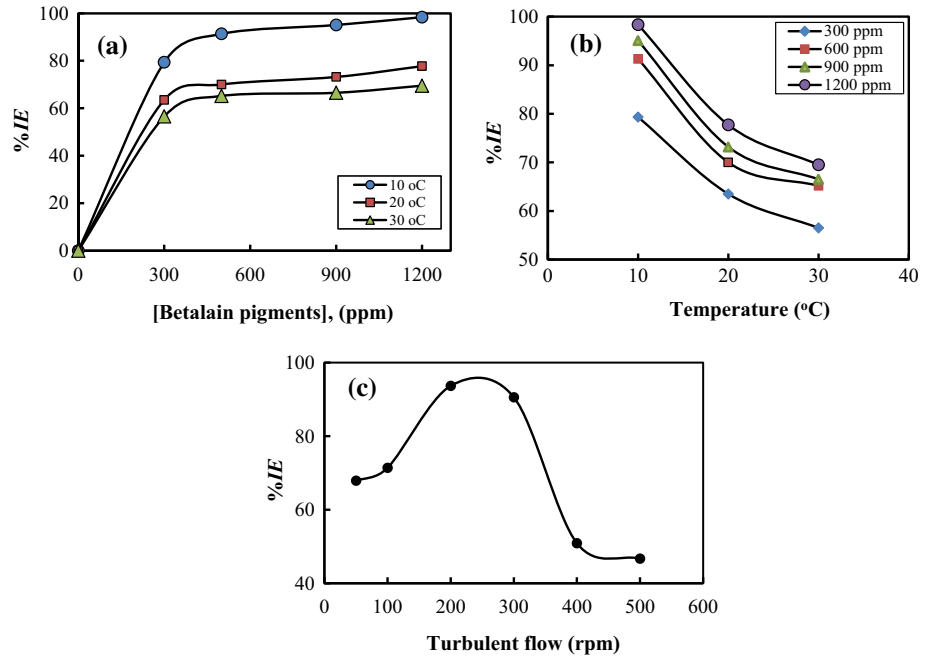 (a)
%IE
100
80
60
40
20
0
0 300 600 900 1200
[Betalain pigments], (ppm)
10 oC
20 oC
30 oC
(b)
%IE
100
90
80
70
60
50
0 10 20 30 40
Temperature (ᵒC)
300 ppm
600 ppm
900 ppm
1200 ppm
(c)
%IE
100
80
60
40
0 100 200 300 400 500 600
Turbulent flow (rpm)